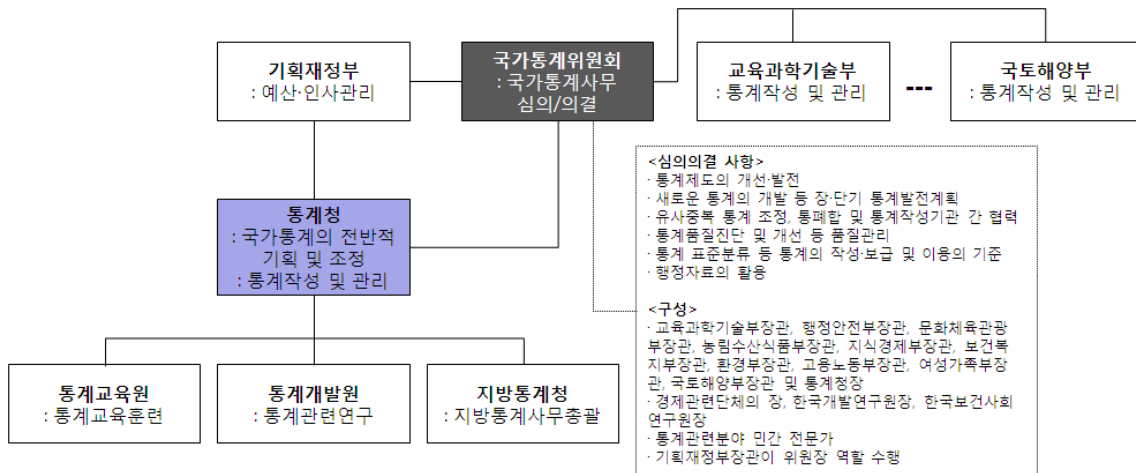 기획재정부
: 예산·인사관리
국가통계위원회
: 국가통계사무
심의/의결
교육과학기술부
: 통계작성 및 관리
---
국토해양부
: 통계작성 및 관리
통계청
: 국가통계의 전반적
기획 및 조정
: 통계작성 및 관리
<심의의결 사항>
· 통계제도의 개선·발전
· 새로운 통계의 개발 등 장·단기 통계발전계획
· 유사중복 통계 조정, 통폐합 및 통계작성기관 간 협력
· 통계품질진단 및 개선 등 품질관리
· 통계 표준분류 등 통계의 작성·보급 및 이용의 기준
· 행정자료의 활용
<구성>
· 교육과학기술부장관, 행정안전부장관, 문화체육관광
부장관, 농림수산식품부장관, 지식경제부장관, 보건복
지부장관, 환경부장관, 고용노동부장관, 여성가족부장
관, 국토해양부장관 및 통계청장
· 경제관련단체의 장, 한국개발연구원장, 한국보건사회
연구원장
· 통계관련분야 민간 전문가
· 기획재정부장관이 위원장 역할 수행
통계교육원
: 통계교육훈련
통계개발원
: 통계관련연구
지방통계청
: 지방통계사무총괄